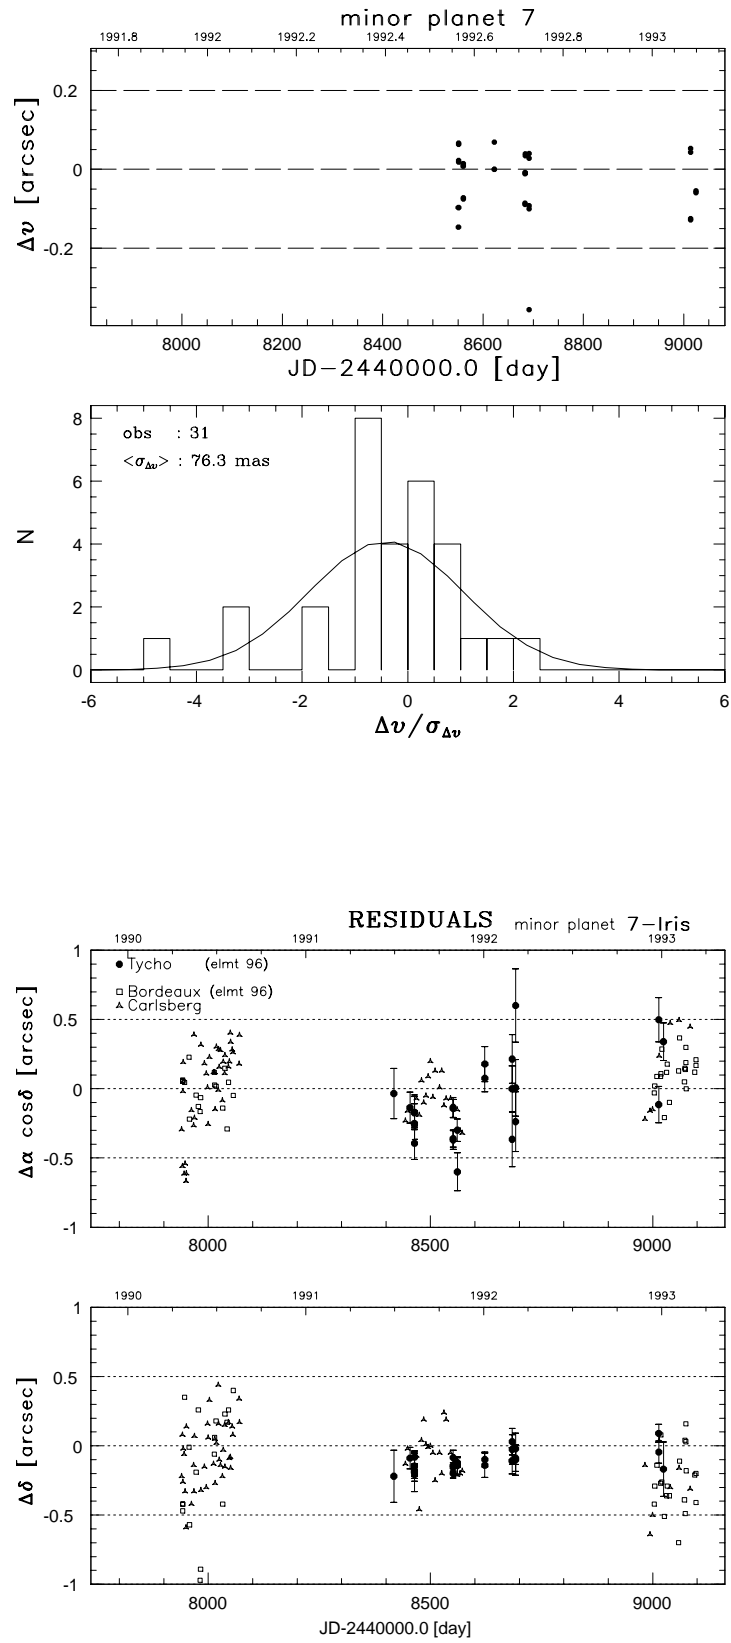 minor planet 7
1991.8 1992 1992.2 1992.4 1992.6 1992.8 1993
0.2
0
-0.2
Δυ [arcsec]
8000 8200 8400 8600 8800 9000
JD−2440000.0 [day]
8
6
4
2
0
N
obs : 31
<σΔυ> : 76.3 mas
-6 -4 -2 0 2 4 6
Δυ/σΔυ
RESIDUALS minor planet 7−Iris
1990 1991 1992 1993
1
0.5
0
-0.5
-1
Δα cosδ [arcsec]
Tycho (elmt 96)
Bordeaux (elmt 96)
Carlsberg
8000 8500 9000
1990 1991 1992 1993
1
0.5
0
-0.5
-1
Δδ [arcsec]
8000 8500 9000
JD-2440000.0 [day]